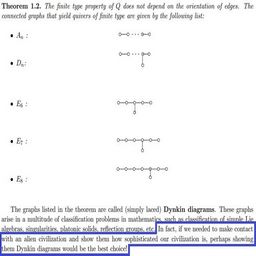 Theorem 1.2. The finite type property of Q does not depend on the orientation of edges. The
connected graphs that yield quivers of finite type are given by the following list:
• Aₙ :
• Dₙ:
• E₆ :
• E₇ :
• E₈ :
The graphs listed in the theorem are called (simply laced) Dynkin diagrams. These graphs
arise in a multitude of classification problems in mathematics, such as classification of simple Lie
algebras, singularities, platonic solids, reflection groups, etc. In fact, if we needed to make contact
with an alien civilization and show them how sophisticated our civilization is, perhaps showing
them Dynkin diagrams would be the best choice!